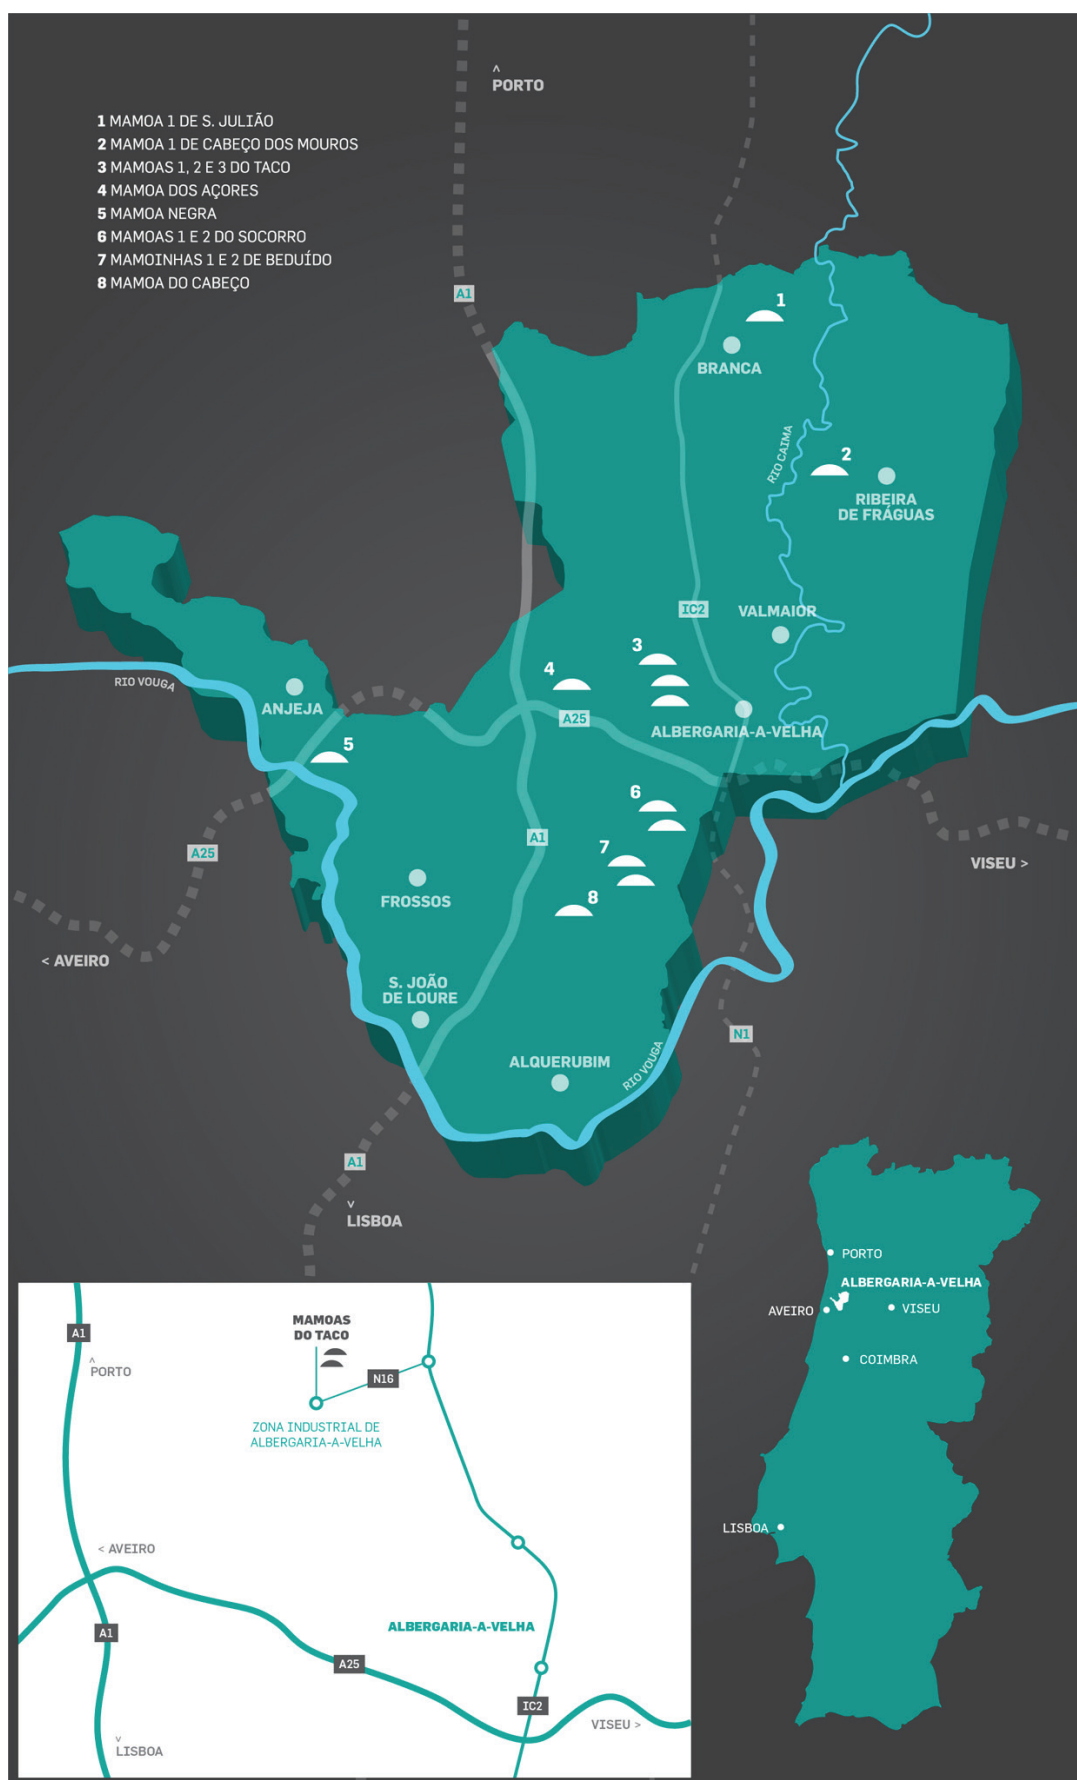 ^
PORTO
1 MAMOA 1 DE S. JULIÃO
2 MAMOA 1 DE CABEÇO DOS MOUROS
3 MAMOAS 1, 2 E 3 DO TACO
4 MAMOA DOS AÇORES
5 MAMOA NEGRA
6 MAMOAS 1 E 2 DO SOCORRO
7 MAMOINHAS 1 E 2 DE BEDUÍDO
8 MAMOA DO CABEÇO
A1
1
BRANCA
RIO CAIMA
2
RIBEIRA
DE FRÁGUAS
IC2
VALMAIOR
3
4
RIO VOUGA
ANJEJA
A25
ALBERGARIA-A-VELHA
5
6
A1
A25
7
VISEU >
8
FROSSOS
< AVEIRO
S. JOÃO
DE LOURE
N1
ALQUERUBIM
RIO VOUGA
A1
v
LISBOA
PORTO
ALBERGARIA-A-VELHA
AVEIRO
VISEU
COIMBRA
LISBOA
A1
^
PORTO
MAMOAS
DO TACO
N16
ZONA INDUSTRIAL DE
ALBERGARIA-A-VELHA
< AVEIRO
A1
ALBERGARIA-A-VELHA
A25
IC2
VISEU >
v
LISBOA